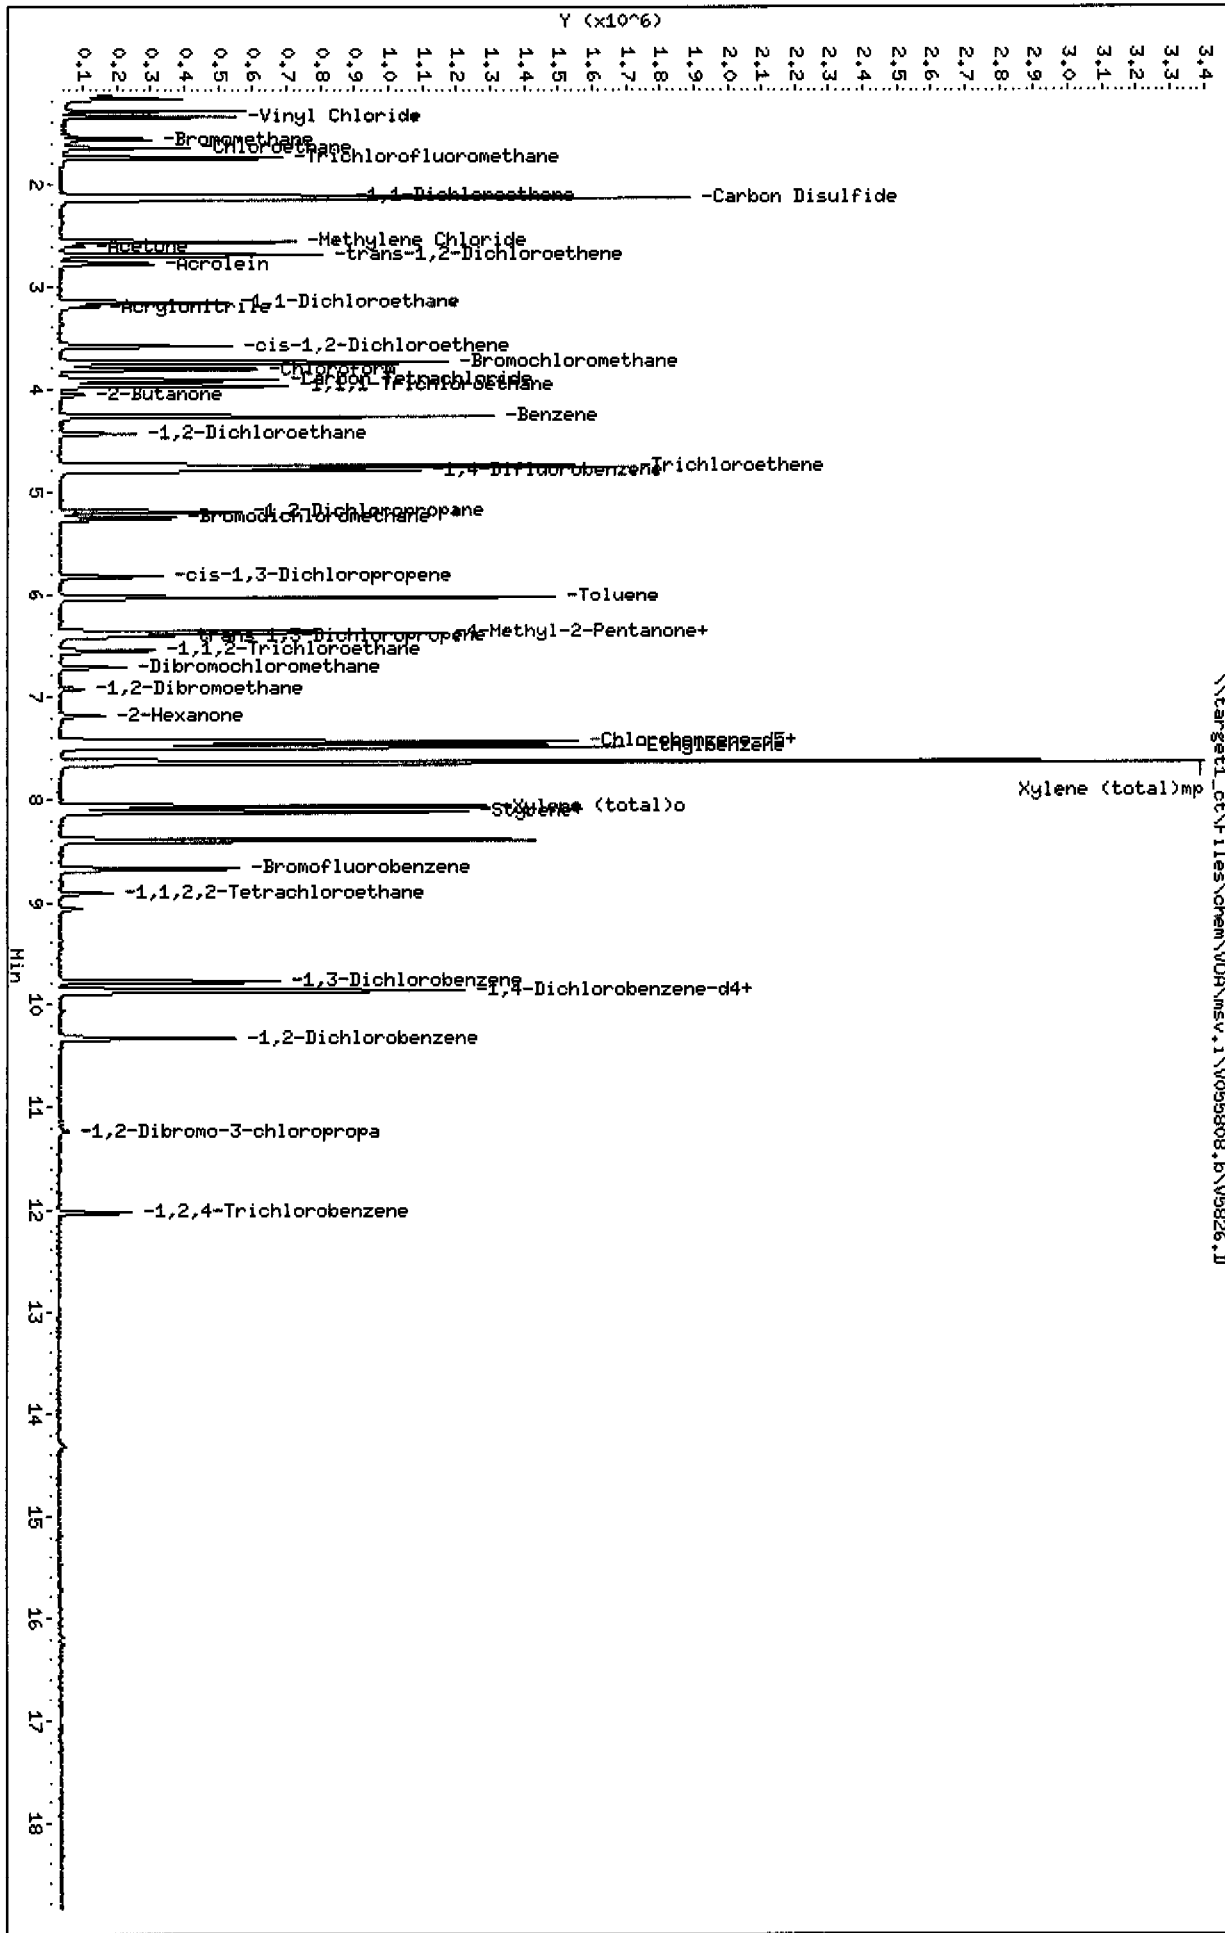 Y (x10^6)
0.1
0.2
0.3
0.4
0.5
0.6
0.7
0.8
0.9
1.0
1.1
1.2
1.3
1.4
1.5
1.6
1.7
1.8
1.9
2.0
2.1
2.2
2.3
2.4
2.5
2.6
2.7
2.8
2.9
3.0
3.1
3.2
3.3
3.4
-Vinyl Chloride
-Bromomethane
-Chloroethane
-Trichlorofluoromethane
2
-1,1-Dichloroethene
-Carbon Disulfide
-Methylene Chloride
-Acetone
-trans-1,2-Dichloroethene
-Acrolein
3
-1,1-Dichloroethane
-Acrylonitrile
-cis-1,2-Dichloroethene
-Bromochloromethane
-Chloroform
-Carbon Tetrachloride
-1,1,1-Trichloroethane
4
-2-Butanone
-Benzene
-1,2-Dichloroethane
-Trichloroethene
-1,4-Difluorobenzene
5
-1,2-Dichloropropane
-Bromodichloromethane
-cis-1,3-Dichloropropene
6
-Toluene
-4-Methyl-2-Pentanone+
-trans-1,3-Dichloropropene
-1,1,2-Trichloroethane
-Dibromochloromethane
-1,2-Dibromoethane
7
-2-Hexanone
-Chlorobenzene-d5+
-Ethylbenzene
Xylene (total)mp
8
-Xylene (total)o
-Styrene+
-Bromofluorobenzene
-1,1,2,2-Tetrachloroethane
9
-1,3-Dichlorobenzene
-1,4-Dichlorobenzene-d4+
10
-1,2-Dichlorobenzene
11
-1,2-Dibromo-3-chloropropa
12
-1,2,4-Trichlorobenzene
13
14
15
16
17
18
Min
\\target1_ct\Files\chem\VOA\msv.i\V055808.b\V5826.D